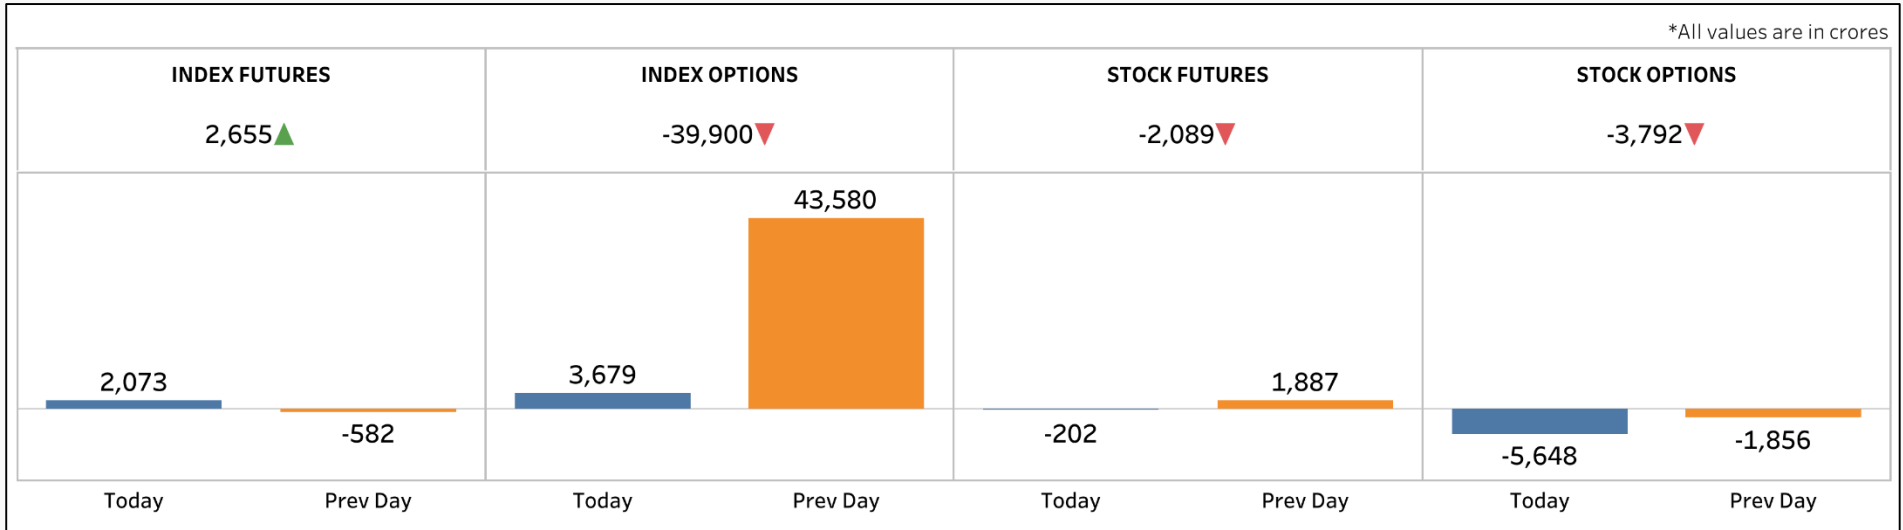 *All values are in crores
INDEX FUTURES
INDEX OPTIONS
STOCK FUTURES
STOCK OPTIONS
2,655▲
-39,900▼
-2,089▼
-3,792▼
2,073
-582
3,679
43,580
-202
1,887
-5,648
-1,856
Today
Prev Day
Today
Prev Day
Today
Prev Day
Today
Prev Day